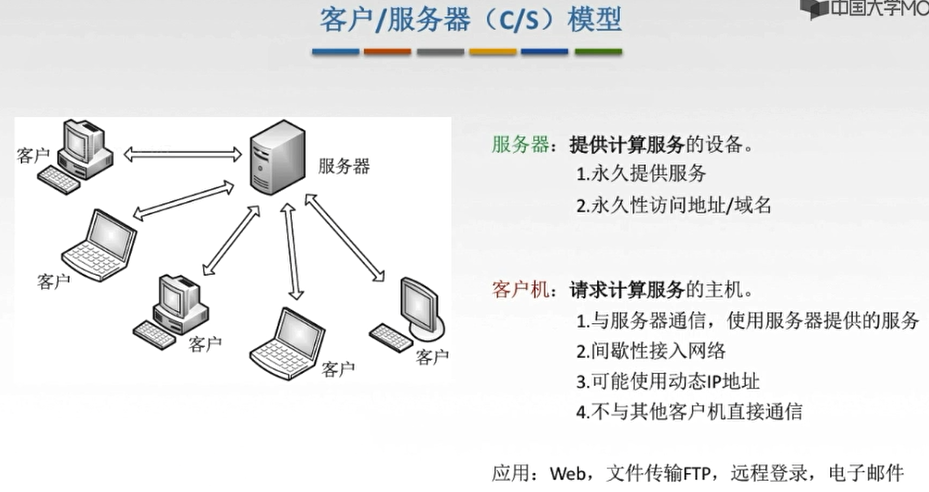 客户/服务器（C/S）模型
中国大学MO
客户
服务器
客户
客户
客户
客户
服务器：提供计算服务的设备。
1.永久提供服务
2.永久性访问地址/域名
客户机：请求计算服务的主机。
1.与服务器通信，使用服务器提供的服务
2.间歇性接入网络
3.可能使用动态IP地址
4.不与其他客户机直接通信
应用：Web，文件传输FTP，远程登录，电子邮件